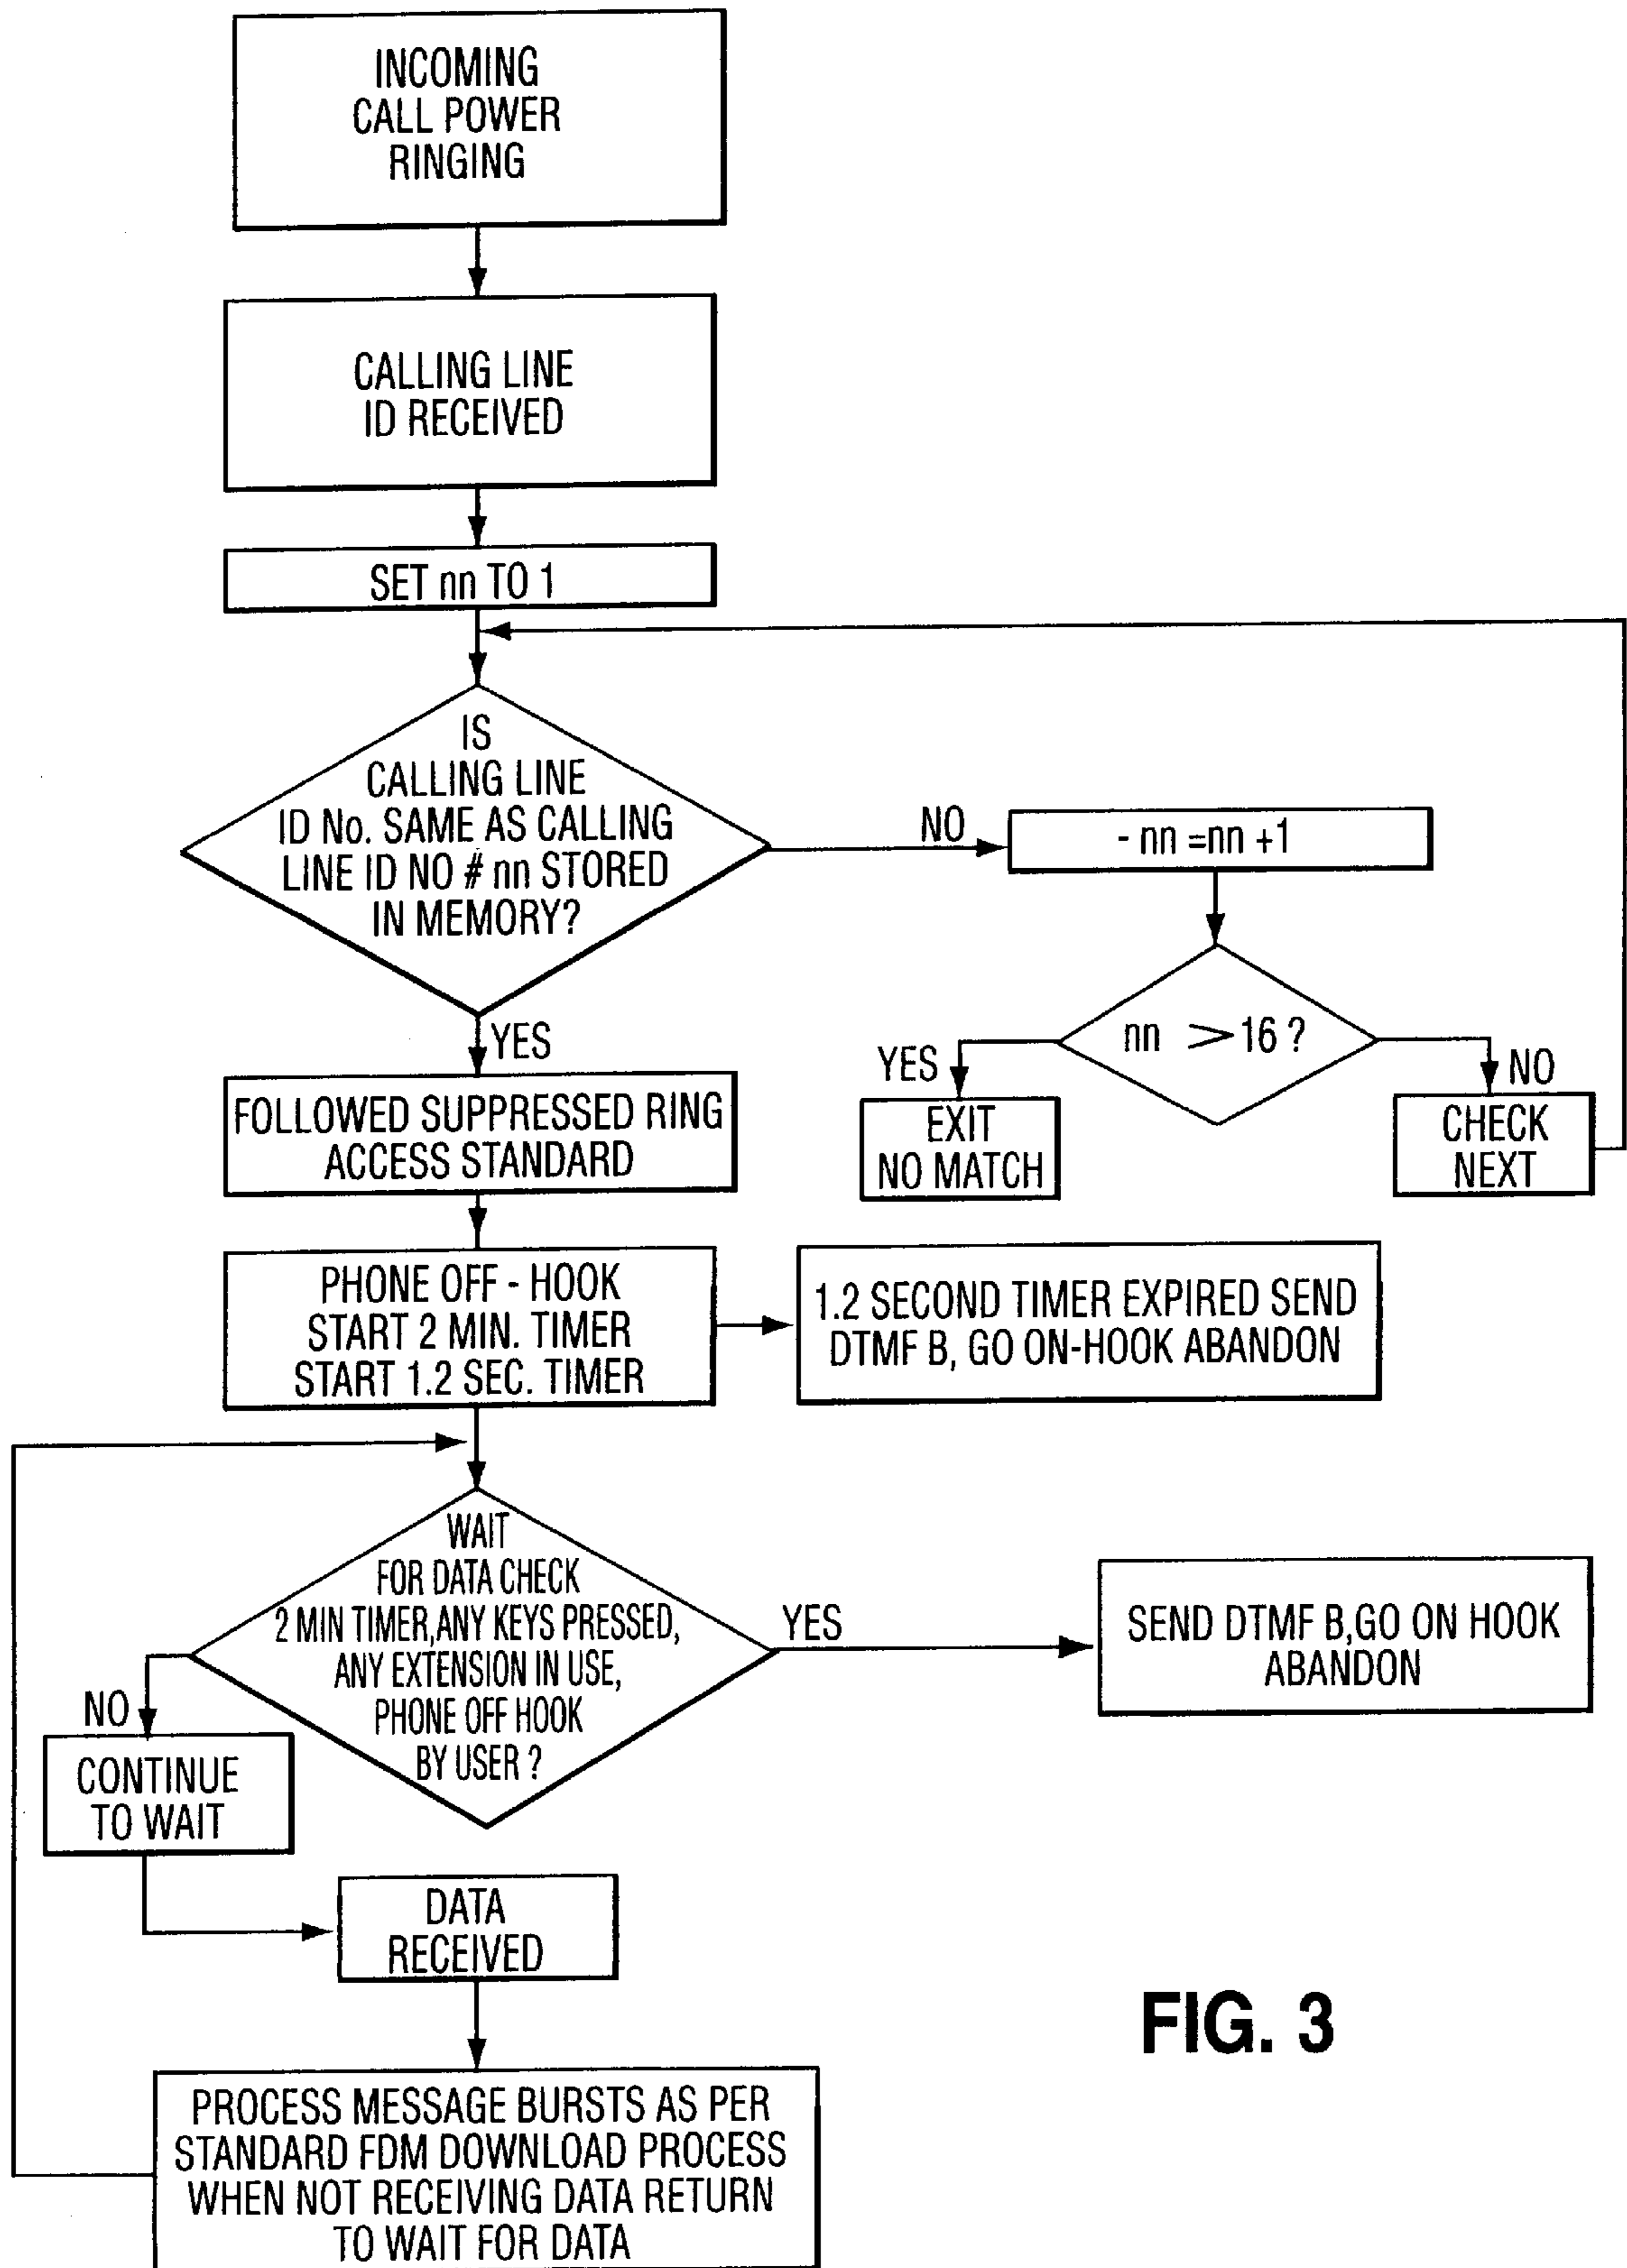 INCOMING
CALL POWER
RINGING
CALLING LINE
ID RECEIVED
SET nn TO 1
IS
CALLING LINE
ID No. SAME AS CALLING
LINE ID NO # nn STORED
IN MEMORY?
NO
- nn =nn +1
nn > 16 ?
YES
EXIT
NO MATCH
NO
CHECK
NEXT
YES
FOLLOWED SUPPRESSED RING
ACCESS STANDARD
PHONE OFF - HOOK
START 2 MIN. TIMER
START 1.2 SEC. TIMER
1.2 SECOND TIMER EXPIRED SEND
DTMF B, GO ON-HOOK ABANDON
WAIT
FOR DATA CHECK
2 MIN TIMER,ANY KEYS PRESSED,
ANY EXTENSION IN USE,
PHONE OFF HOOK
BY USER ?
YES
SEND DTMF B,GO ON HOOK
ABANDON
NO
CONTINUE
TO WAIT
DATA
RECEIVED
PROCESS MESSAGE BURSTS AS PER
STANDARD FDM DOWNLOAD PROCESS
WHEN NOT RECEIVING DATA RETURN
TO WAIT FOR DATA
FIG. 3